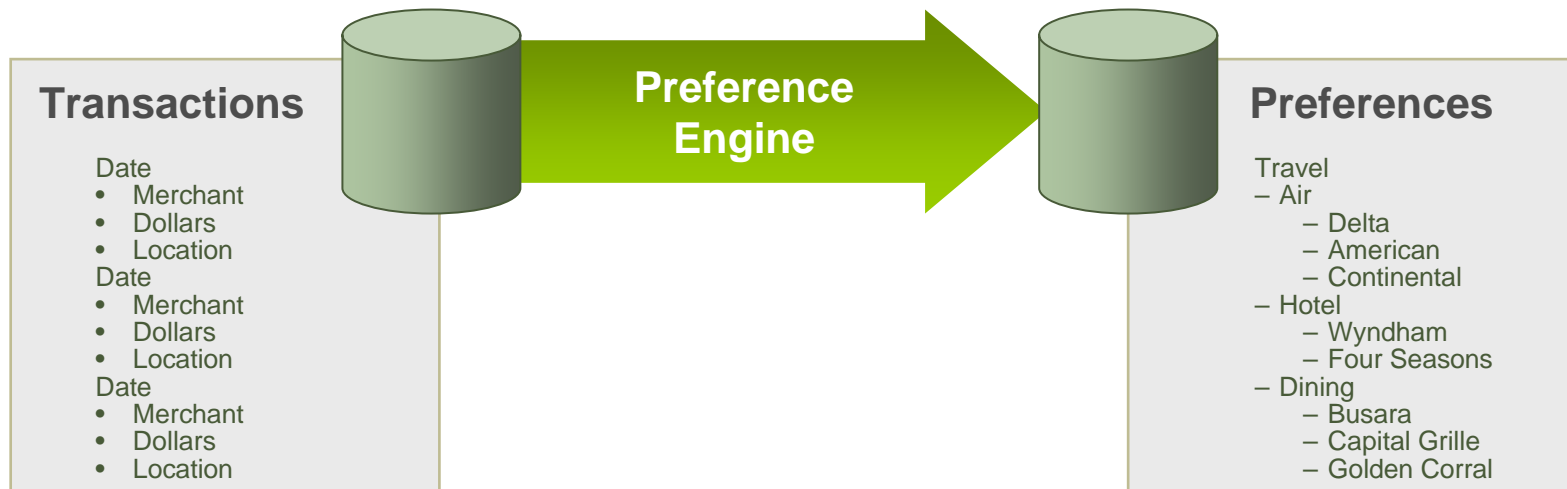 Transactions
Date
• Merchant
• Dollars
• Location
Date
• Merchant
• Dollars
• Location
Date
• Merchant
• Dollars
• Location
Preference
Engine
Preferences
Travel
– Air
– Delta
– American
– Continental
– Hotel
– Wyndham
– Four Seasons
– Dining
– Busara
– Capital Grille
– Golden Corral